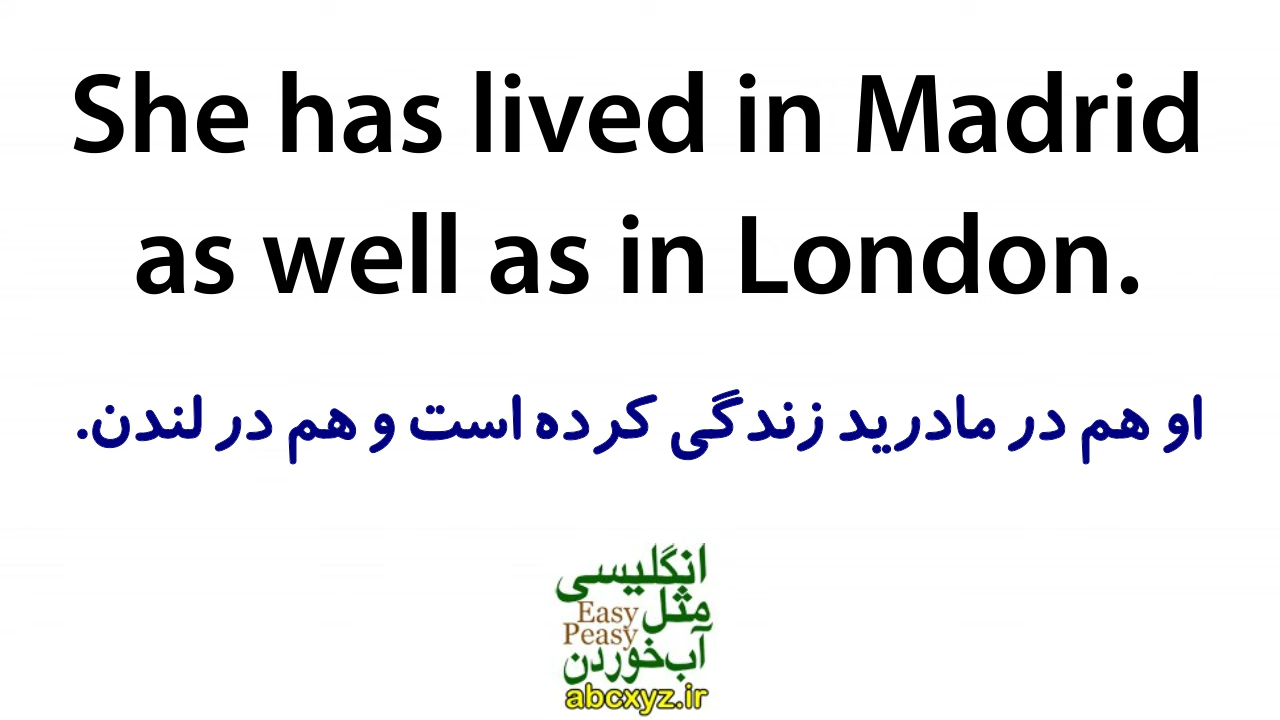 She has lived in Madrid
as well as in London.
او هم در مادرید زندگی کرده است و هم در لندن.
انگلیسی
مثل Easy
Peasy
آب‌خوردن
abcxyz.ir